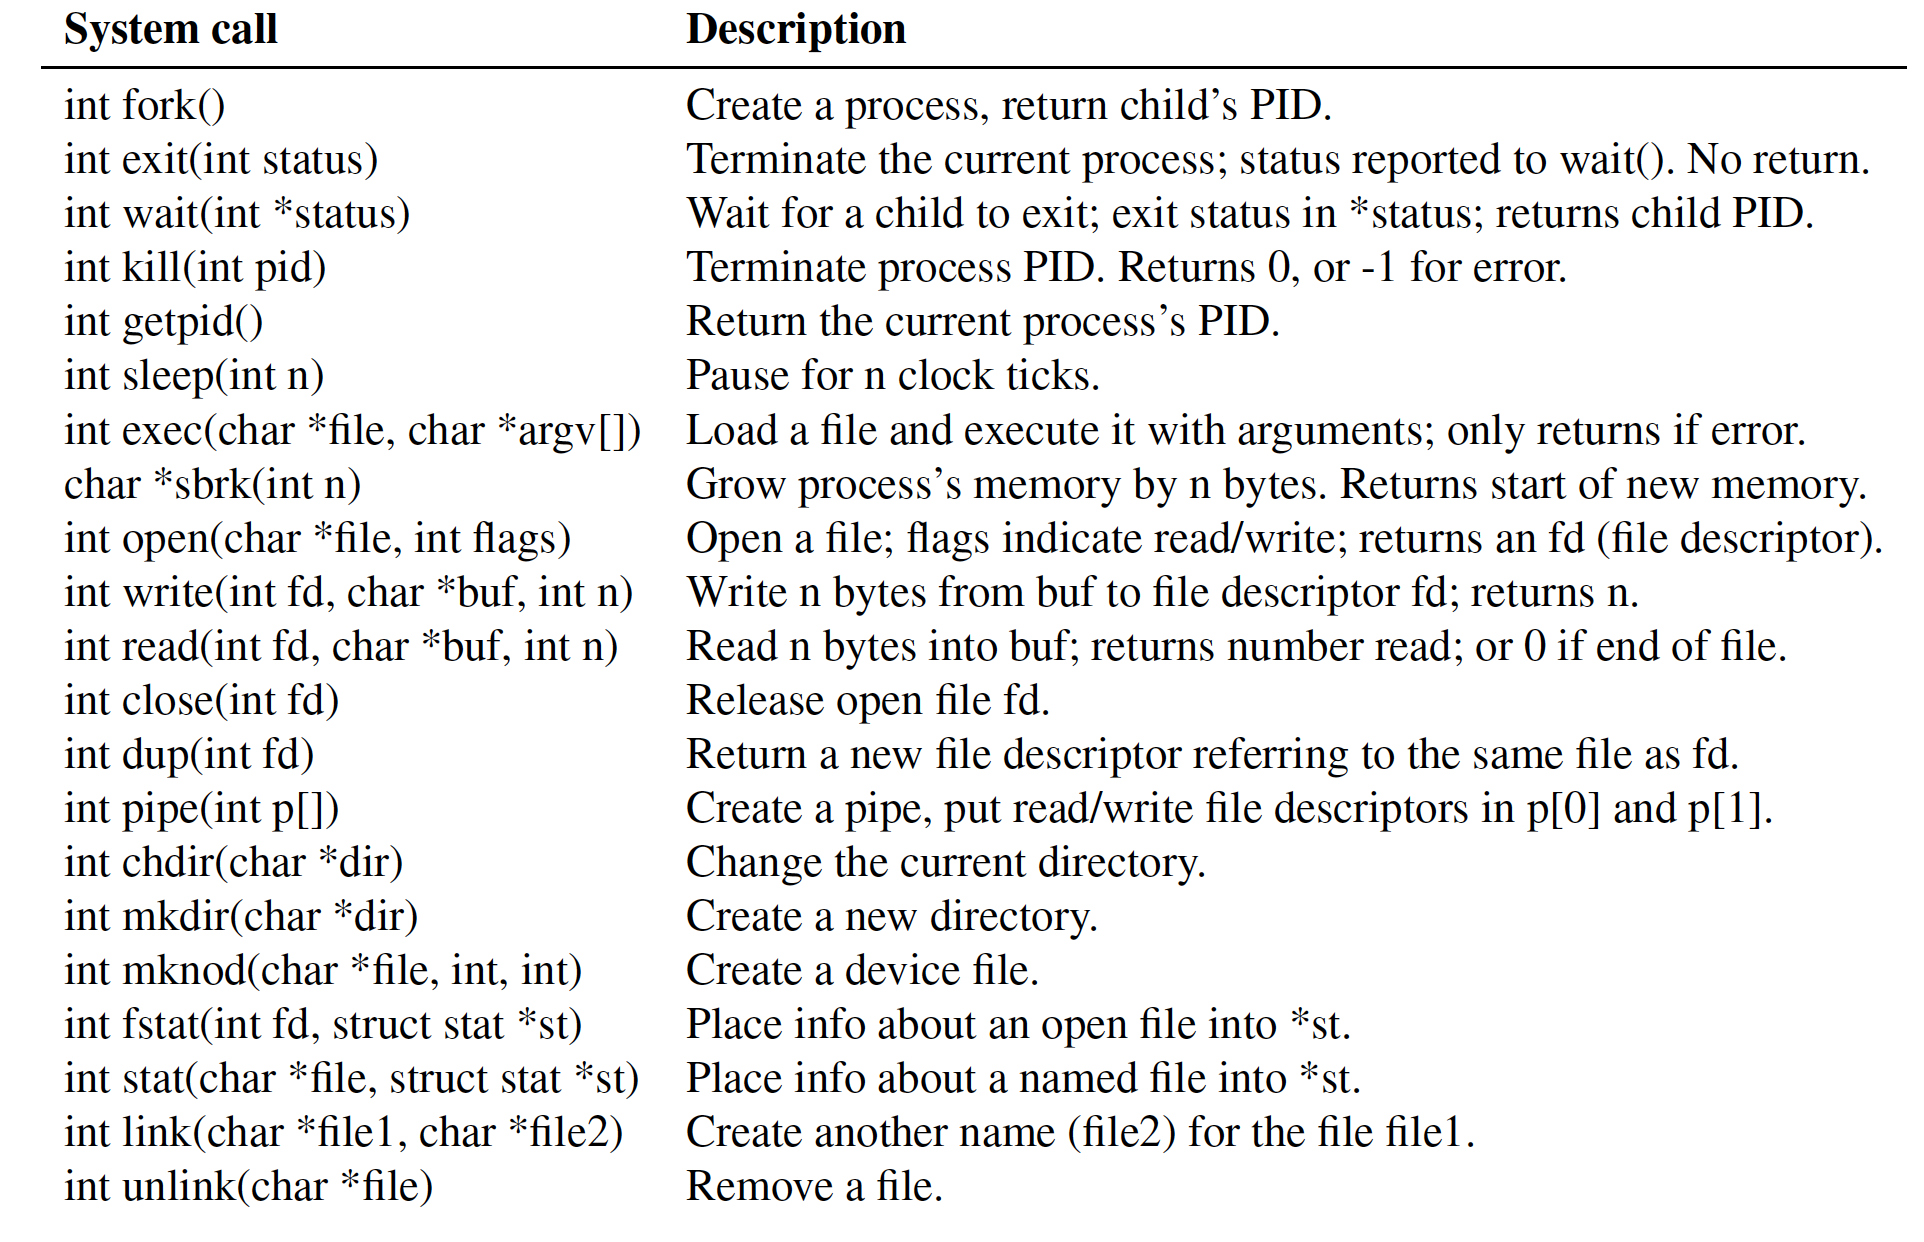 System call Description
int fork() Create a process, return child’s PID.
int exit(int status) Terminate the current process; status reported to wait(). No return.
int wait(int *status) Wait for a child to exit; exit status in *status; returns child PID.
int kill(int pid) Terminate process PID. Returns 0, or -1 for error.
int getpid() Return the current process’s PID.
int sleep(int n) Pause for n clock ticks.
int exec(char *file, char *argv[]) Load a file and execute it with arguments; only returns if error.
char *sbrk(int n) Grow process’s memory by n bytes. Returns start of new memory.
int open(char *file, int flags) Open a file; flags indicate read/write; returns an fd (file descriptor).
int write(int fd, char *buf, int n) Write n bytes from buf to file descriptor fd; returns n.
int read(int fd, char *buf, int n) Read n bytes into buf; returns number read; or 0 if end of file.
int close(int fd) Release open file fd.
int dup(int fd) Return a new file descriptor referring to the same file as fd.
int pipe(int p[]) Create a pipe, put read/write file descriptors in p[0] and p[1].
int chdir(char *dir) Change the current directory.
int mkdir(char *dir) Create a new directory.
int mknod(char *file, int, int) Create a device file.
int fstat(int fd, struct stat *st) Place info about an open file into *st.
int stat(char *file, struct stat *st) Place info about a named file into *st.
int link(char *file1, char *file2) Create another name (file2) for the file file1.
int unlink(char *file) Remove a file.